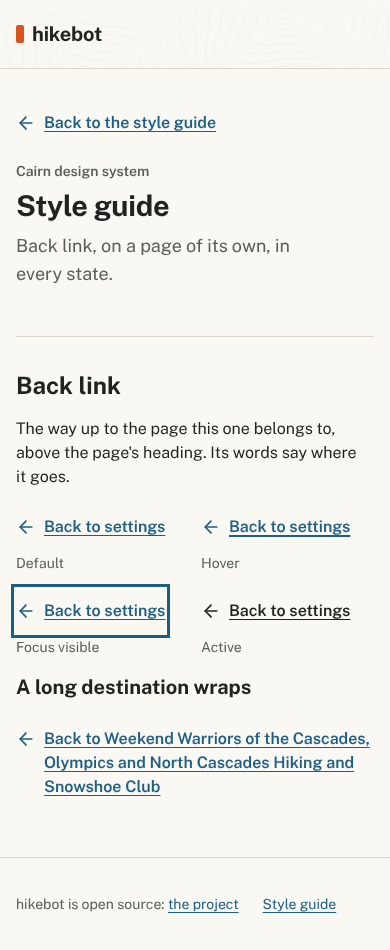 hikebot
← Back to the style guide
Cairn design system
Style guide
Back link, on a page of its own, in
every state.
Back link
The way up to the page this one belongs to,
above the page's heading. Its words say where
it goes.
← Back to settings ← Back to settings
Default Hover
← Back to settings ← Back to settings
Focus visible Active
A long destination wraps
← Back to Weekend Warriors of the Cascades,
Olympics and North Cascades Hiking and
Snowshoe Club
hikebot is open source: the project Style guide